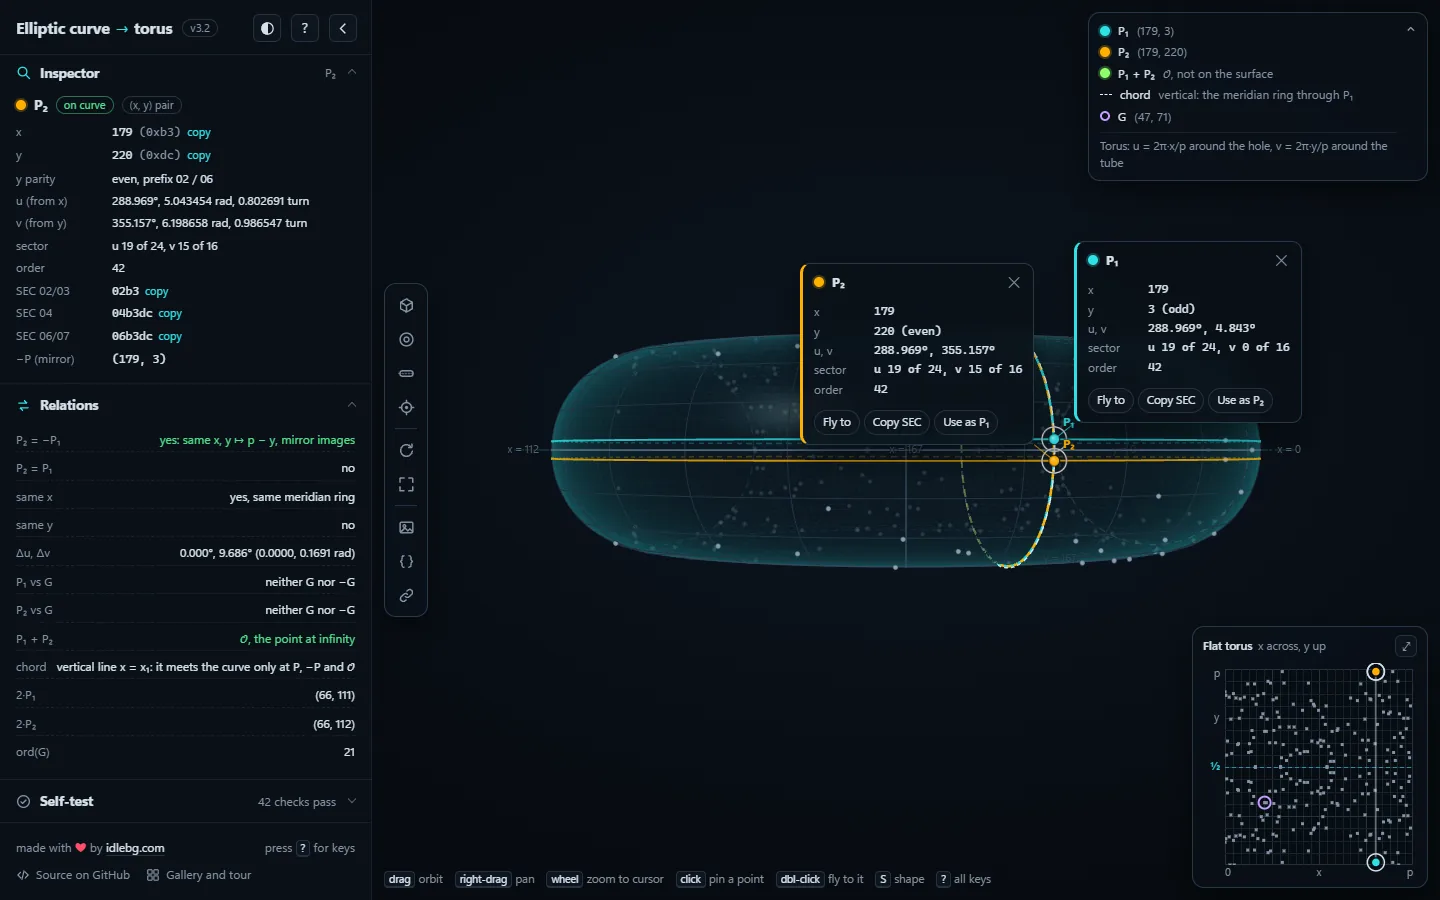 Elliptic curve → torus v3.2
?
Inspector P₂
P₂ on curve (x, y) pair
x 179 (0xb3) copy
y 220 (0xdc) copy
y parity even, prefix 02 / 06
u (from x) 288.969°, 5.043454 rad, 0.802691 turn
v (from y) 355.157°, 6.198658 rad, 0.986547 turn
sector u 19 of 24, v 15 of 16
order 42
SEC 02/03 02b3 copy
SEC 04 04b3dc copy
SEC 06/07 06b3dc copy
−P (mirror) (179, 3)
Relations
P₂ = −P₁ yes: same x, y ↦ p − y, mirror images
P₂ = P₁ no
same x yes, same meridian ring
same y no
Δu, Δv 0.000°, 9.686° (0.0000, 0.1691 rad)
P₁ vs G neither G nor −G
P₂ vs G neither G nor −G
P₁ + P₂ 𝒪, the point at infinity
chord vertical line x = x₁: it meets the curve only at P, −P and 𝒪
2·P₁ (66, 111)
2·P₂ (66, 112)
ord(G) 21
Self-test 42 checks pass
made with ❤ by idlebg.com press ? for keys
Source on GitHub Gallery and tour
P₁ (179, 3)
P₂ (179, 220)
P₁ + P₂ 𝒪, not on the surface
chord vertical: the meridian ring through P₁
G (47, 71)
Torus: u = 2π·x/p around the hole, v = 2π·y/p around the
tube
P₂
x 179
y 220 (even)
u, v 288.969°, 355.157°
sector u 19 of 24, v 15 of 16
order 42
Fly to Copy SEC Use as P₁
P₁
x 179
y 3 (odd)
u, v 288.969°, 4.843°
sector u 19 of 24, v 0 of 16
order 42
Fly to Copy SEC Use as P₂
P₁
P₂
x = 112
x = 167
x = 0
Flat torus x across, y up
p
y
½
0 x p
drag orbit right-drag pan wheel zoom to cursor click pin a point dbl-click fly to it S shape ? all keys